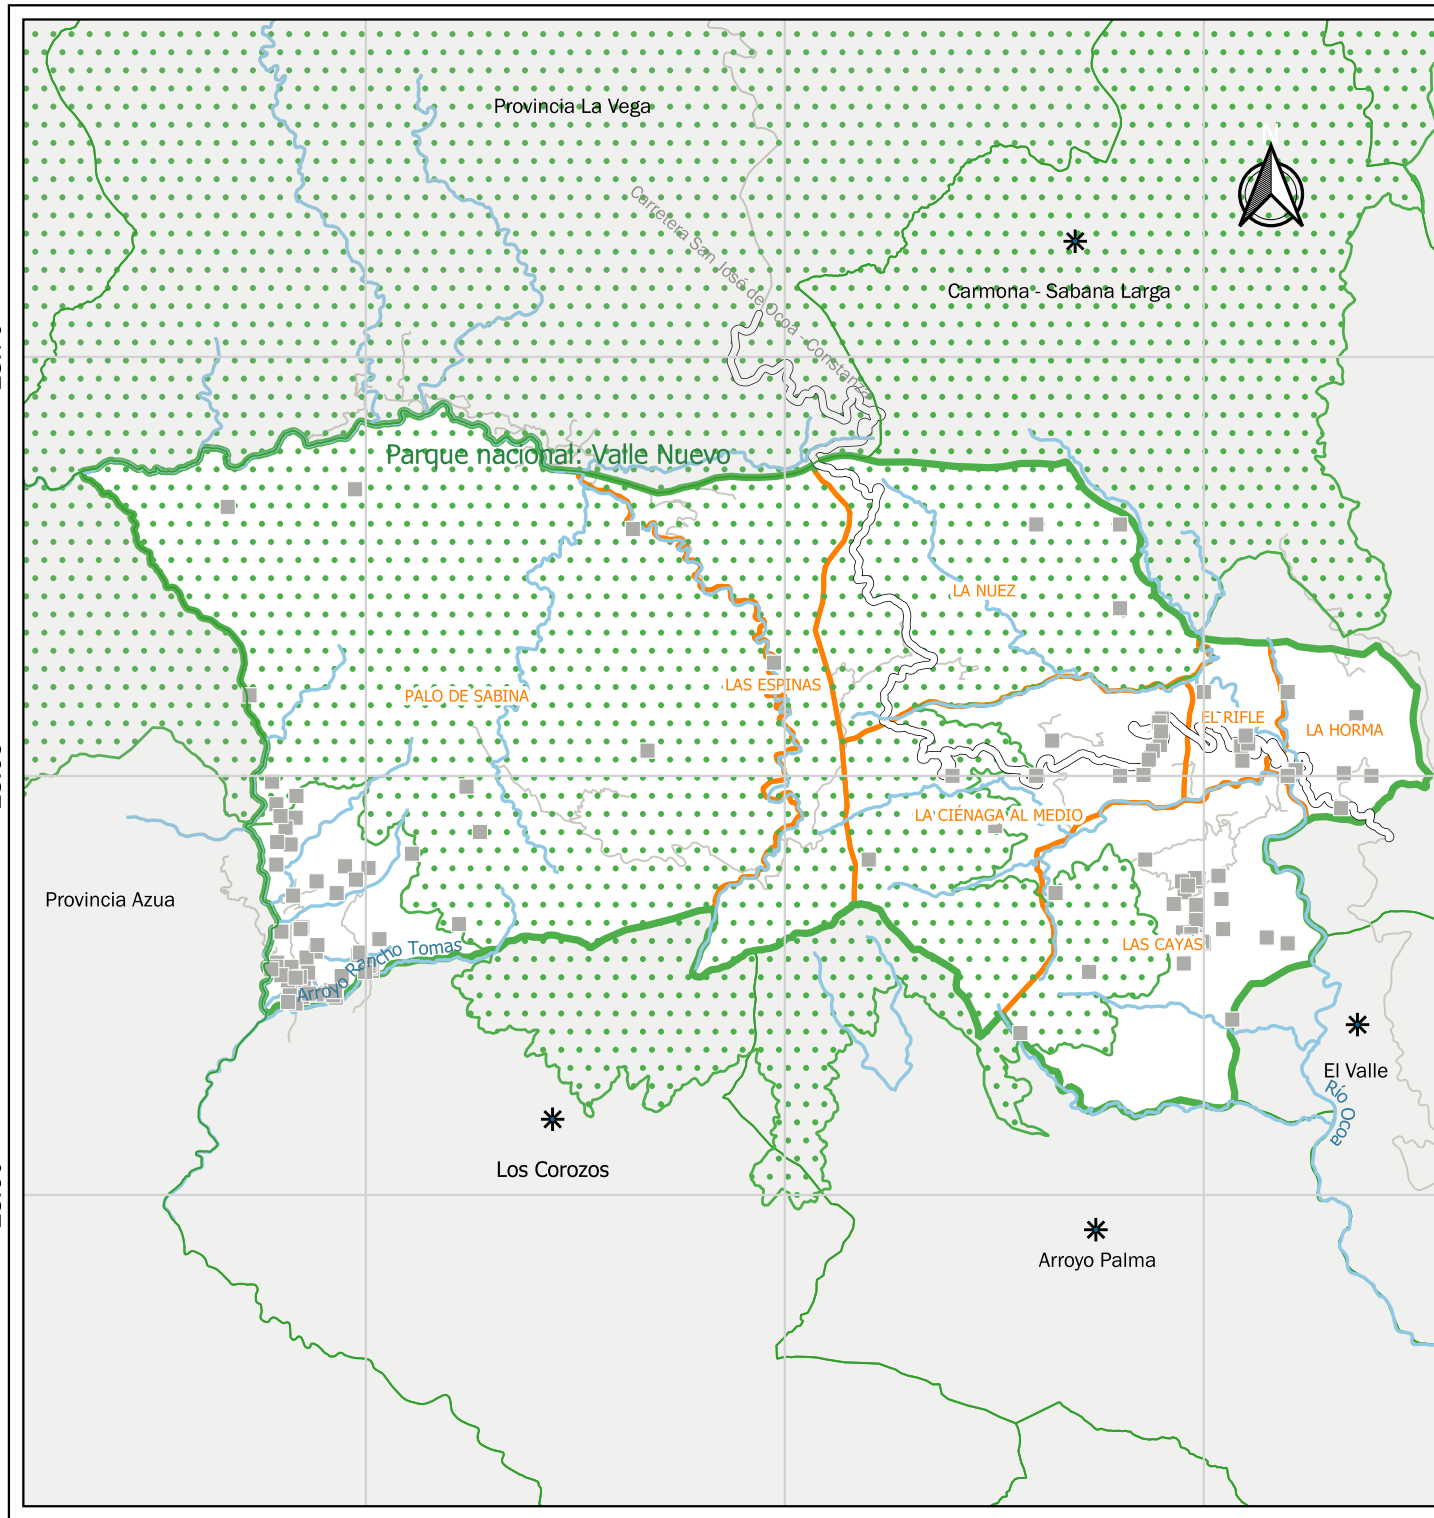 Provincia La Vega
N
Carretera San José de Ocoa - Constanza
Carmona - Sabana Larga
Parque nacional: Valle Nuevo
LA NUEZ
PALO DE SABINA
LAS ESPINAS
EL RIFLE
LA HORMA
LA CIÉNAGA AL MEDIO
Provincia Azua
LAS CAYAS
Arroyo Rancho Tomas
El Valle
Río Ocoa
Los Corozos
Arroyo Palma